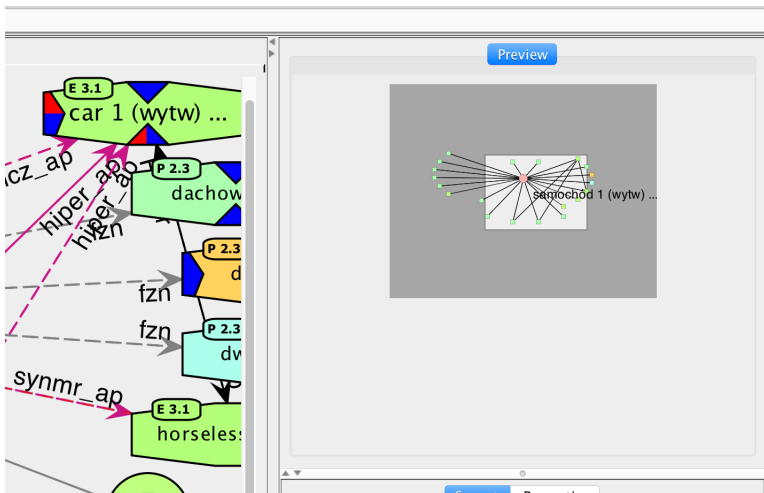 Preview
E 3.1
car 1 (wytw) ...
cz_ap
P 2.3
hiper_ap
hiper_ap
dachow
fzn
P 2.3
d
fzn
samochód 1 (wytw) ...
fzn
P 2.3
dw
synmr_ap
E 3.1
horseless